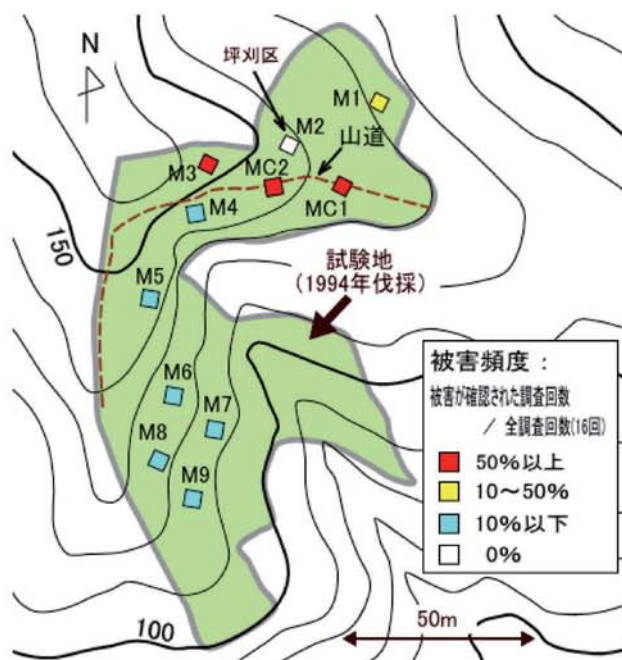 N
坪刈区
M1
M2
山道
M3
MC2
MC1
M4
150
試験地
(1994年伐採)
M5
M6
M7
M8
M9
被害頻度：
被害が確認された調査回数
／ 全調査回数(16回)
50%以上
10～50%
10%以下
0%
100
50m